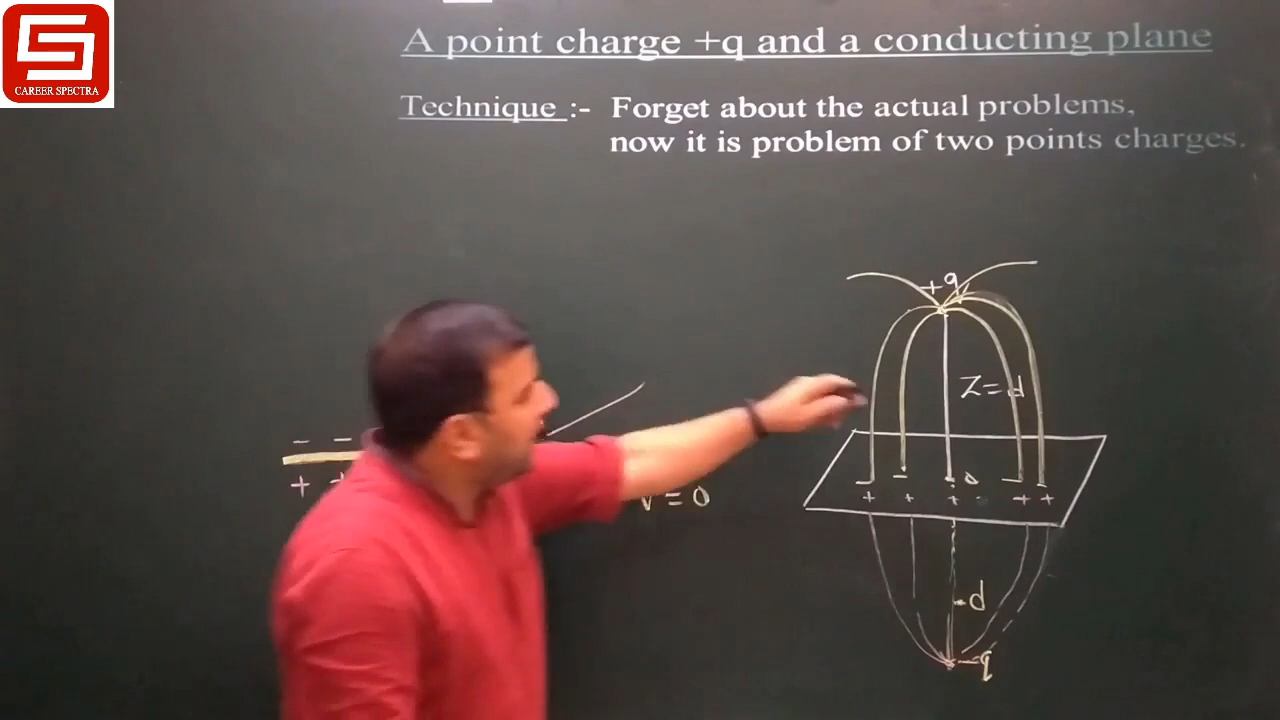 CAREER SPECTRA
A point charge +q and a conducting plane
Technique :- Forget about the actual problems,
now it is problem of two points charges.
+q
Z=d
- -
+ +
V=0
- - - 0 - -
+ + + + +
-d
-q